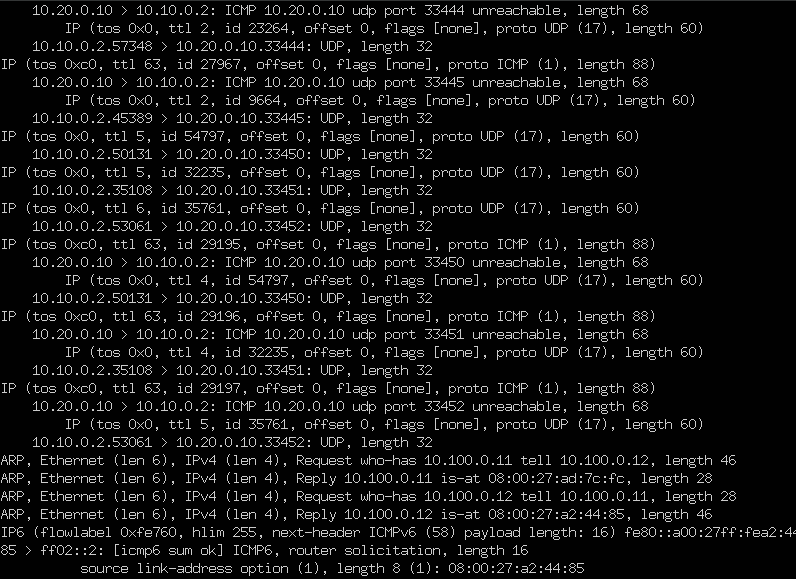 10.20.0.10 > 10.10.0.2: ICMP 10.20.0.10 udp port 33444 unreachable, length 68
IP (tos 0x0, ttl 2, id 23264, offset 0, flags [none], proto UDP (17), length 60)
10.10.0.2.57348 > 10.20.0.10.33444: UDP, length 32
IP (tos 0xc0, ttl 63, id 27967, offset 0, flags [none], proto ICMP (1), length 88)
10.20.0.10 > 10.10.0.2: ICMP 10.20.0.10 udp port 33445 unreachable, length 68
IP (tos 0x0, ttl 2, id 9664, offset 0, flags [none], proto UDP (17), length 60)
10.10.0.2.45389 > 10.20.0.10.33445: UDP, length 32
IP (tos 0x0, ttl 5, id 54797, offset 0, flags [none], proto UDP (17), length 60)
10.10.0.2.50131 > 10.20.0.10.33450: UDP, length 32
IP (tos 0x0, ttl 5, id 32235, offset 0, flags [none], proto UDP (17), length 60)
10.10.0.2.35108 > 10.20.0.10.33451: UDP, length 32
IP (tos 0x0, ttl 6, id 35761, offset 0, flags [none], proto UDP (17), length 60)
10.10.0.2.53061 > 10.20.0.10.33452: UDP, length 32
IP (tos 0xc0, ttl 63, id 29195, offset 0, flags [none], proto ICMP (1), length 88)
10.20.0.10 > 10.10.0.2: ICMP 10.20.0.10 udp port 33450 unreachable, length 68
IP (tos 0x0, ttl 4, id 54797, offset 0, flags [none], proto UDP (17), length 60)
10.10.0.2.50131 > 10.20.0.10.33450: UDP, length 32
IP (tos 0xc0, ttl 63, id 29196, offset 0, flags [none], proto ICMP (1), length 88)
10.20.0.10 > 10.10.0.2: ICMP 10.20.0.10 udp port 33451 unreachable, length 68
IP (tos 0x0, ttl 4, id 32235, offset 0, flags [none], proto UDP (17), length 60)
10.10.0.2.35108 > 10.20.0.10.33451: UDP, length 32
IP (tos 0xc0, ttl 63, id 29197, offset 0, flags [none], proto ICMP (1), length 88)
10.20.0.10 > 10.10.0.2: ICMP 10.20.0.10 udp port 33452 unreachable, length 68
IP (tos 0x0, ttl 5, id 35761, offset 0, flags [none], proto UDP (17), length 60)
10.10.0.2.53061 > 10.20.0.10.33452: UDP, length 32
ARP, Ethernet (len 6), IPv4 (len 4), Request who-has 10.100.0.11 tell 10.100.0.12, length 46
ARP, Ethernet (len 6), IPv4 (len 4), Reply 10.100.0.11 is-at 08:00:27:ad:7c:fc, length 28
ARP, Ethernet (len 6), IPv4 (len 4), Request who-has 10.100.0.12 tell 10.100.0.11, length 28
ARP, Ethernet (len 6), IPv4 (len 4), Reply 10.100.0.12 is-at 08:00:27:a2:44:85, length 46
IP6 (flowlabel 0xfe760, hlim 255, next-header ICMPv6 (58) payload length: 16) fe80::a00:27ff:fea2:44
85 > ff02::2: [icmp6 sum ok] ICMP6, router solicitation, length 16
source link-address option (1), length 8 (1): 08:00:27:a2:44:85